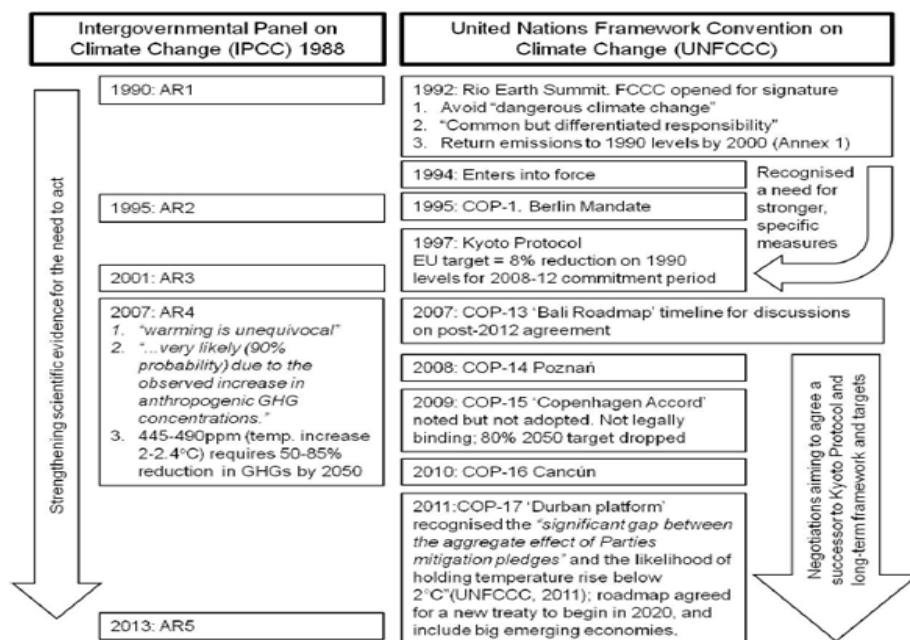 Intergovernmental Panel on
Climate Change (IPCC) 1988
United Nations Framework Convention on
Climate Change (UNFCCC)
Strengthening scientific evidence for the need to act
1990: AR1
1995: AR2
2001: AR3
2007: AR4
1. "warming is unequivocal"
2. "...very likely (90%
probability) due to the
observed increase in
anthropogenic GHG
concentrations."
3. 445-490ppm (temp. increase
2-2.4°C) requires 50-85%
reduction in GHGs by 2050
2013: AR5
1992: Rio Earth Summit. FCCC opened for signature
1. Avoid "dangerous climate change"
2. "Common but differentiated responsibility"
3. Return emissions to 1990 levels by 2000 (Annex 1)
1994: Enters into force
1995: COP-1. Berlin Mandate
1997: Kyoto Protocol
EU target = 8% reduction on 1990
levels for 2008-12 commitment period
Recognised
a need for
stronger,
specific
measures
2007: COP-13 'Bali Roadmap' timeline for discussions
on post-2012 agreement
2008: COP-14 Poznań
2009: COP-15 'Copenhagen Accord'
noted but not adopted. Not legally
binding; 80% 2050 target dropped
2010: COP-16 Cancún
2011:COP-17 'Durban platform'
recognised the "significant gap between
the aggregate effect of Parties
mitigation pledges" and the likelihood of
holding temperature rise below
2°C"(UNFCCC, 2011); roadmap agreed
for a new treaty to begin in 2020, and
include big emerging economies.
Negotiations aiming to agree a
successor to Kyoto Protocol and
long-term framework and targets